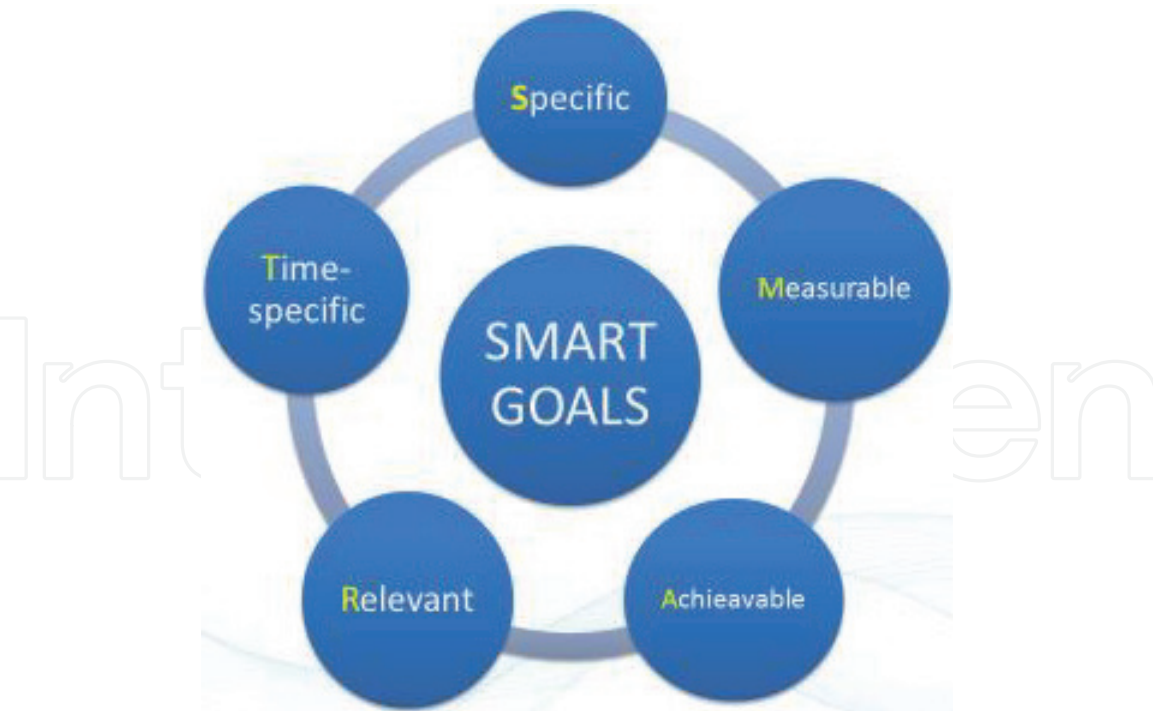 Specific
Measurable
Achieavable
Relevant
Time-
specific
SMART
GOALS